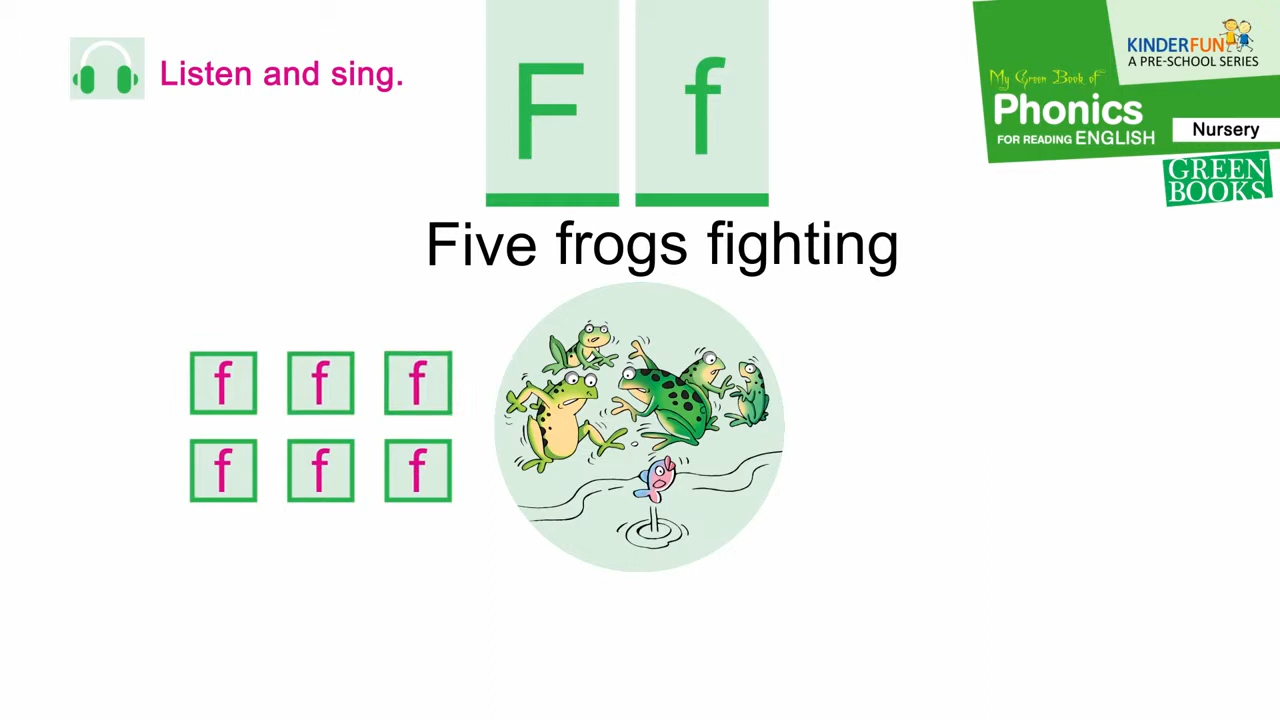 Listen and sing.
F f
Five frogs fighting
f f f
f f f
KINDERFUN
A PRE-SCHOOL SERIES
My Green Book of
Phonics
FOR READING ENGLISH
Nursery
GREEN
BOOKS